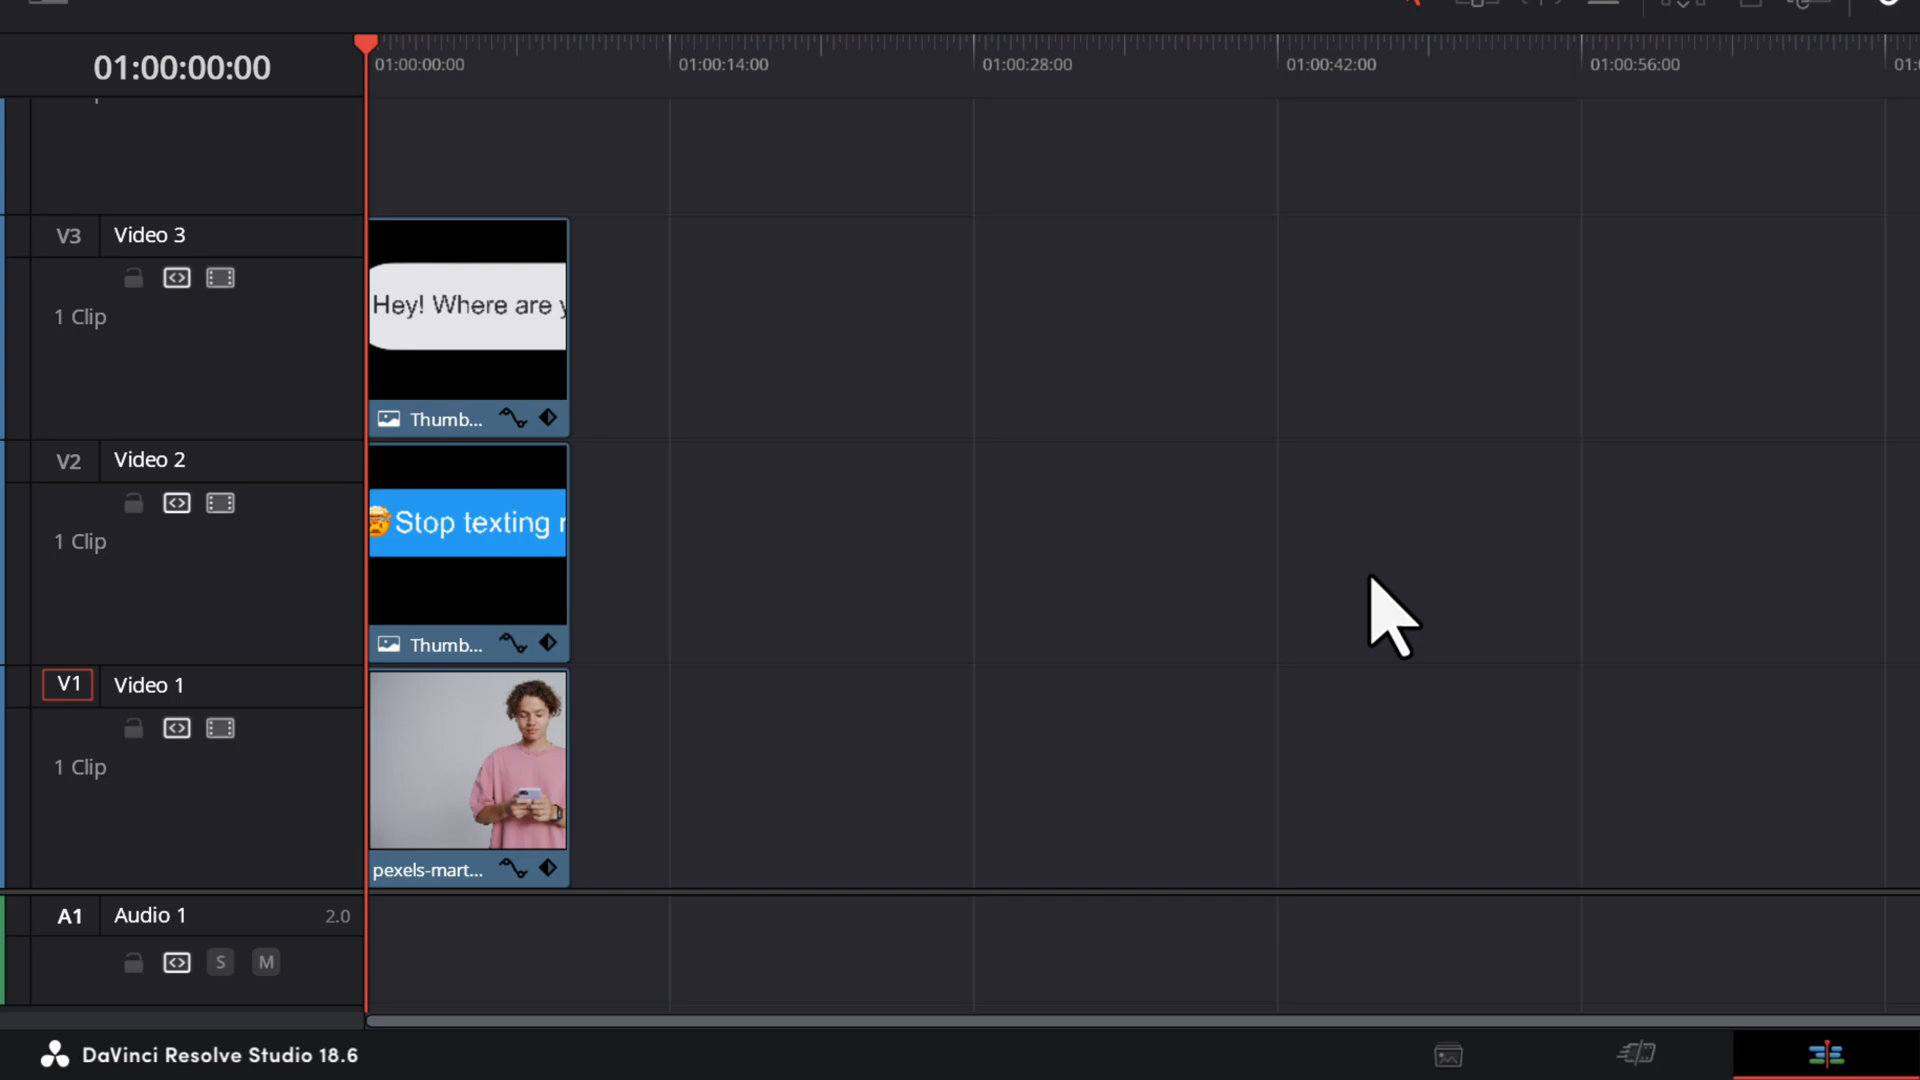 01:00:00:00
01:00:00:00 01:00:14:00 01:00:28:00 01:00:42:00 01:00:56:00 01:
V3 Video 3
1 Clip
Hey! Where are y
Thumb...
V2 Video 2
1 Clip
🤯Stop texting
Thumb...
V1 Video 1
1 Clip
pexels-mart...
A1 Audio 1 2.0
S M
DaVinci Resolve Studio 18.6